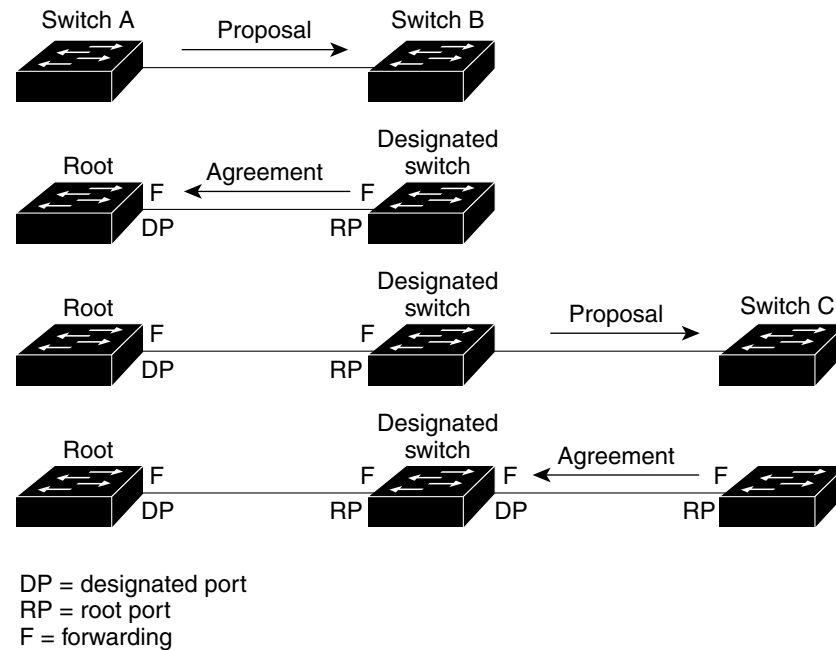 Switch A
Proposal
Switch B
Root
F
Agreement
F
Designated
switch
DP
RP
Root
F
F
Designated
switch
Proposal
Switch C
DP
RP
Root
F
F
Designated
switch
F
Agreement
F
DP
RP
DP
RP
DP = designated port
RP = root port
F = forwarding